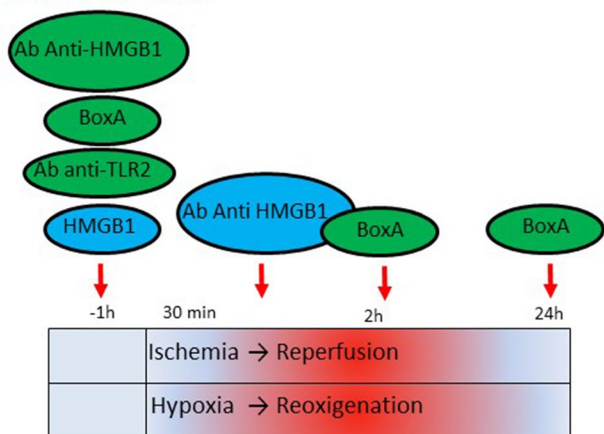 Ab Anti-HMGB1
BoxA
Ab anti-TLR2
HMGB1
Ab Anti HMGB1
BoxA
BoxA
-1h
30 min
2h
24h
Ischemia → Reperfusion
Hypoxia → Reoxigenation